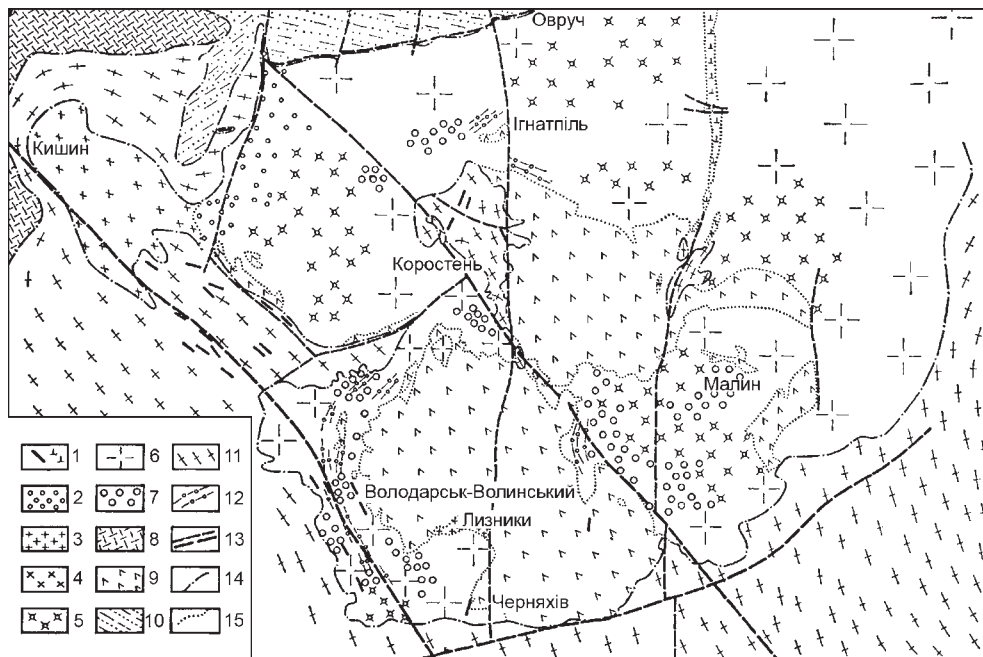 Овруч
Ігнатпіль
Кишин
Коростень
Малин
Володарськ-Волинський
Лизники
Черняхів
1 6 11
2 7 12
3 8 13
4 9 14
5 10 15